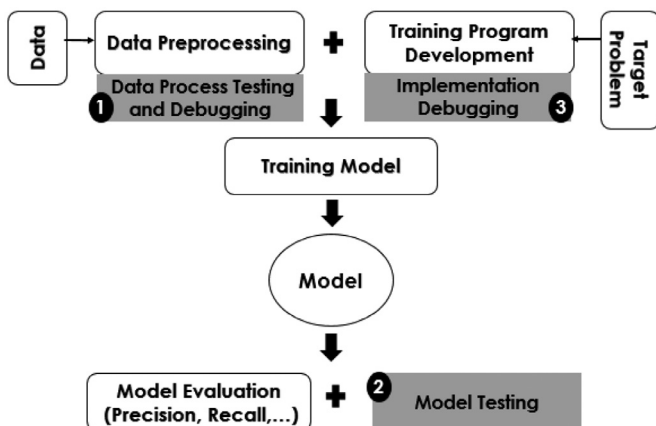 Data
Data Preprocessing
+
Training Program
Development
Target
Problem
1
Data Process Testing
and Debugging
Implementation
Debugging
3
Training Model
Model
Model Evaluation
(Precision, Recall,...)
+
2
Model Testing